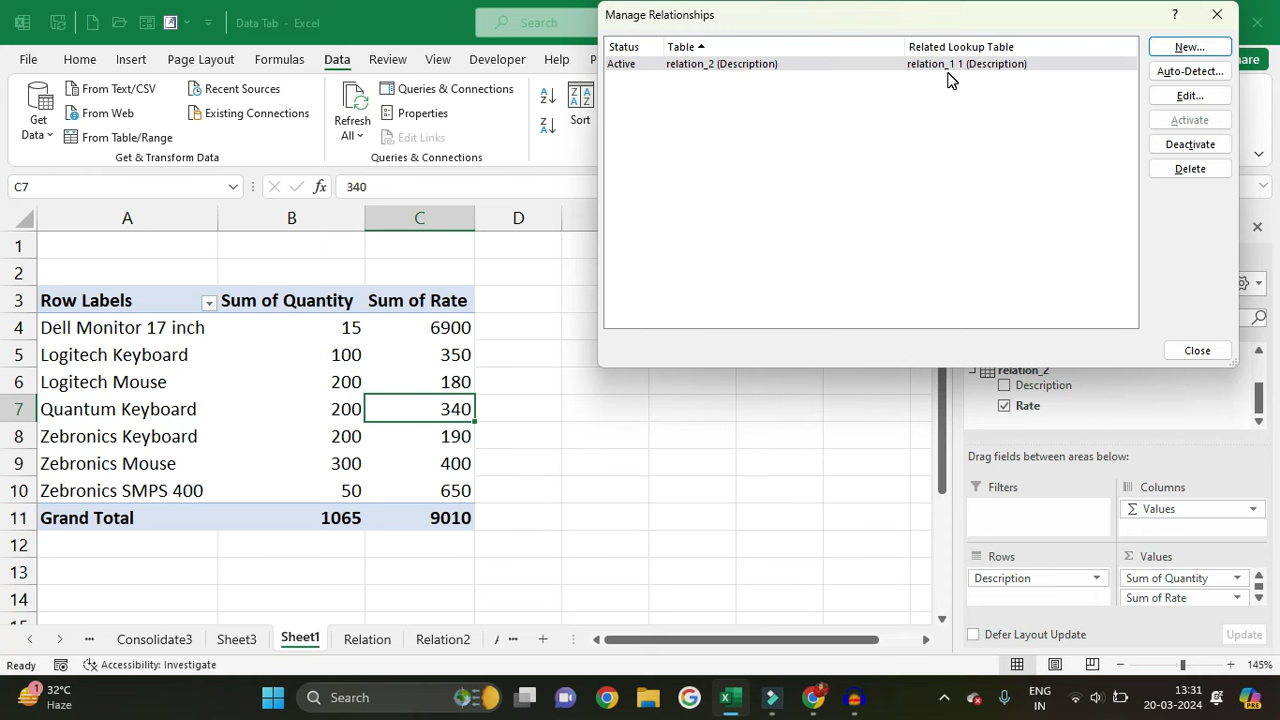 Data Tab - Excel
Search
Manage Relationships
?
File
Home
Insert
Page Layout
Formulas
Data
Review
View
Developer
Help
Status
Table
Related Lookup Table
Active
relation_2 (Description)
relation_1 1 (Description)
New...
Auto-Detect...
Edit...
Activate
Deactivate
Delete
Close
Get
Data
From Text/CSV
From Web
From Table/Range
Recent Sources
Existing Connections
Get & Transform Data
Refresh
All
Queries & Connections
Properties
Edit Links
Queries & Connections
Sort
C7
fx
340
A B C D
1
2
3 Row Labels Sum of Quantity Sum of Rate
4 Dell Monitor 17 inch 15 6900
5 Logitech Keyboard 100 350
6 Logitech Mouse 200 180
7 Quantum Keyboard 200 340
8 Zebronics Keyboard 200 190
9 Zebronics Mouse 300 400
10 Zebronics SMPS 400 50 650
11 Grand Total 1065 9010
12
13
14
relation_2
Description
Rate
Drag fields between areas below:
Filters
Columns
Σ Values
Rows
Σ Values
Description
Sum of Quantity
Sum of Rate
Defer Layout Update
Update
Consolidate3
Sheet3
Sheet1
Relation
Relation2
Ready
Accessibility: Investigate
145%
1
32°C
Haze
Search
ENG
IN
13:31
20-03-2024
PRE